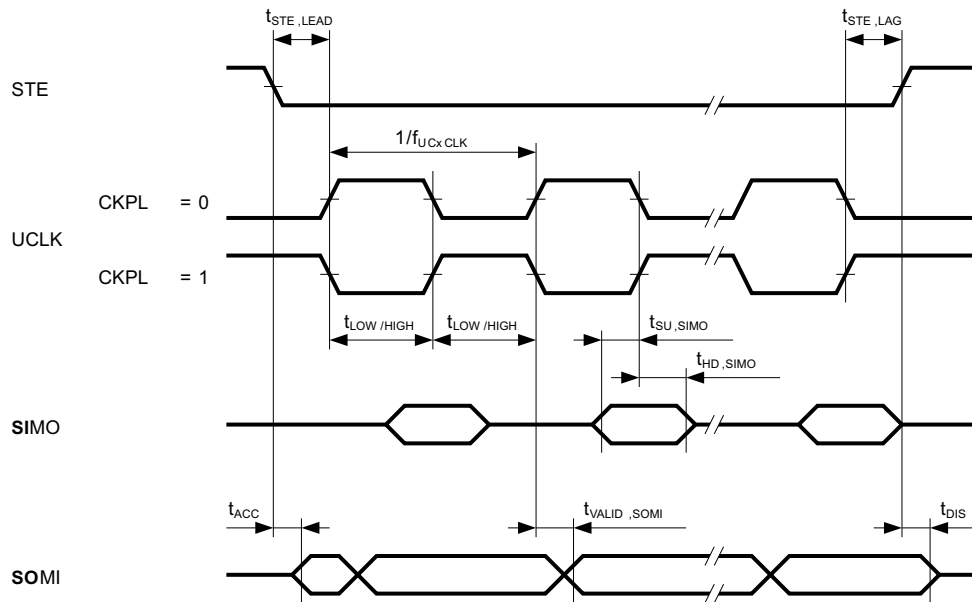 tSTE,LEAD
tSTE,LAG
STE
1/fUCxCLK
CKPL = 0
UCLK
CKPL = 1
tLOW/HIGH tLOW/HIGH
tSU,SIMO
tHD,SIMO
SIMO
tACC
tVALID,SOMI
tDIS
SOMI